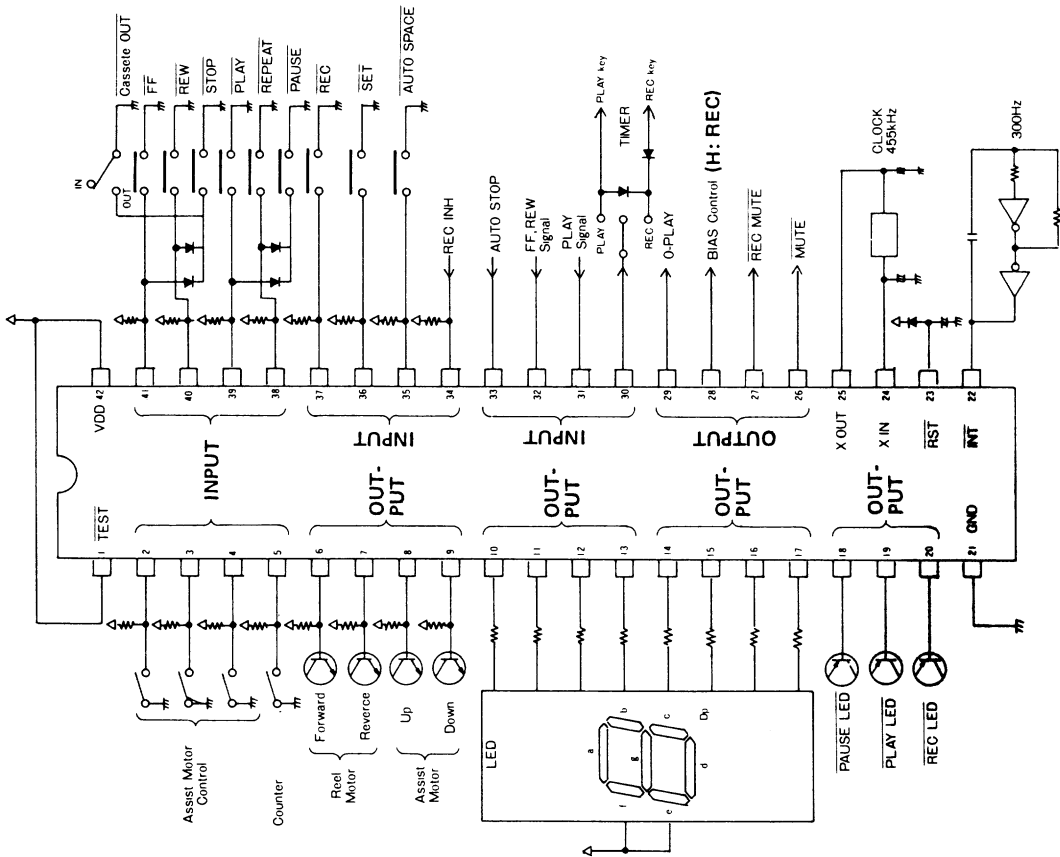 Cassete OUT
FF
REW
STOP
PLAY
REPEAT
PAUSE
REC
SET
AUTO SPACE
IN
OUT
REC INH
AUTO STOP
FF, REW
Signal
PLAY
Signal
PLAY
REC
TIMER
PLAY key
REC key
O-PLAY
BIAS Control (H: REC)
REC MUTE
MUTE
CLOCK
455kHz
300Hz
42
41
40
39
38
37
36
35
34
33
32
31
30
29
28
27
26
25
24
23
22
VDD
INPUT
INPUT
OUTPUT
X OUT
X IN
RST
INT
TEST
INPUT
OUT-
PUT
OUT-
PUT
OUT-
PUT
OUT-
PUT
GND
1
2
3
4
5
6
7
8
9
10
11
12
13
14
15
16
17
18
19
20
21
Assist Motor
Control
Counter
Forward
Reverce
Reel
Motor
Up
Down
Assist
Motor
LED
a
b
c
d
e
f
g
Dp
PAUSE LED
PLAY LED
REC LED